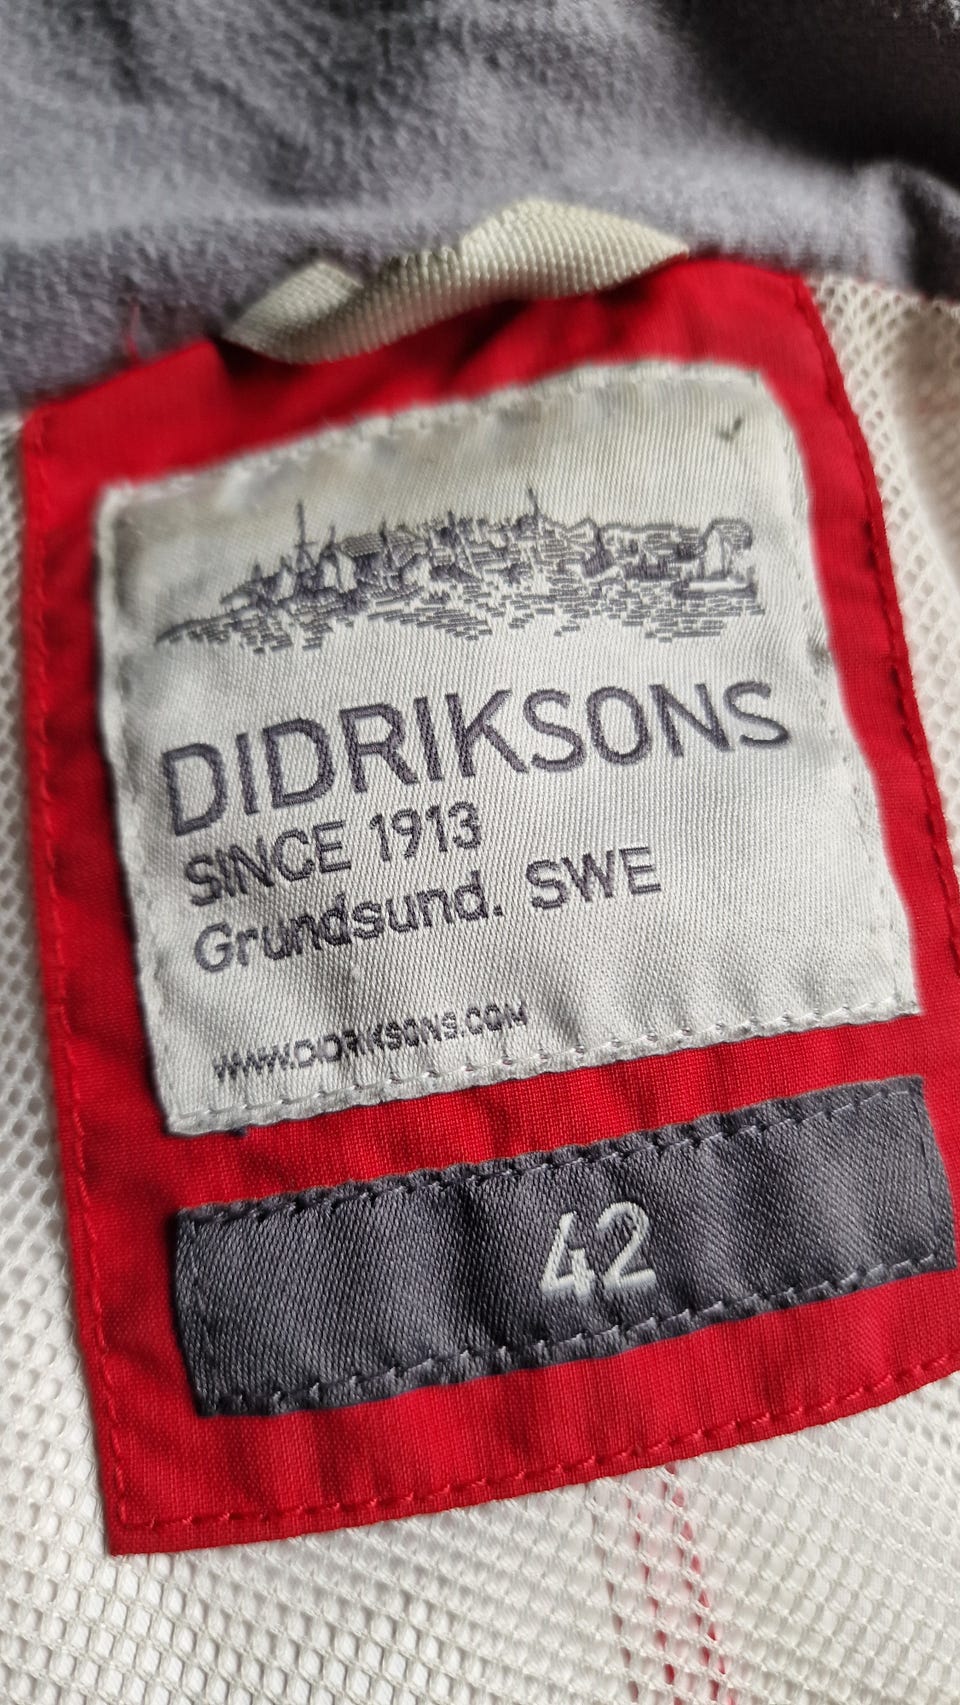 DIDRIKSONS
SINCE 1913
Grundsund. SWE
WWW.DIDRIKSONS.COM
42